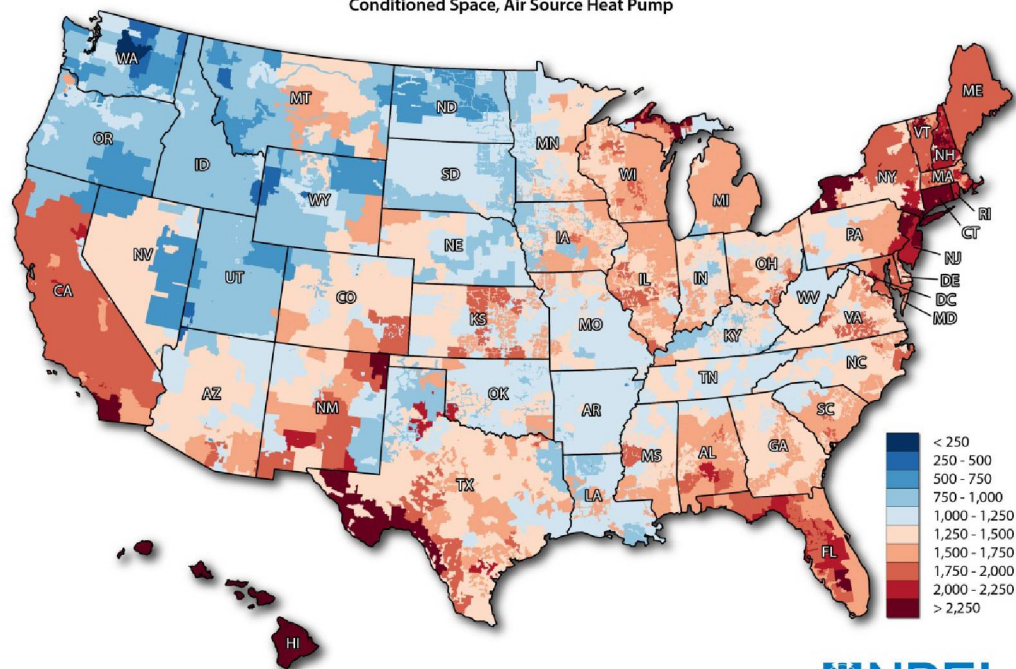 Conditioned Space, Air Source Heat Pump
WA
MT
ND
MN
ME
VT
NH
OR
ID
SD
WI
NY
MA
WY
MI
RI
CT
NV
NE
IA
PA
NJ
UT
IL
IN
OH
DE
CA
CO
WV
DC
MD
KS
MO
KY
VA
AZ
NM
OK
AR
TN
NC
SC
TX
MS
AL
GA
LA
FL
HI
< 250
250 - 500
500 - 750
750 - 1,000
1,000 - 1,250
1,250 - 1,500
1,500 - 1,750
1,750 - 2,000
2,000 - 2,250
> 2,250